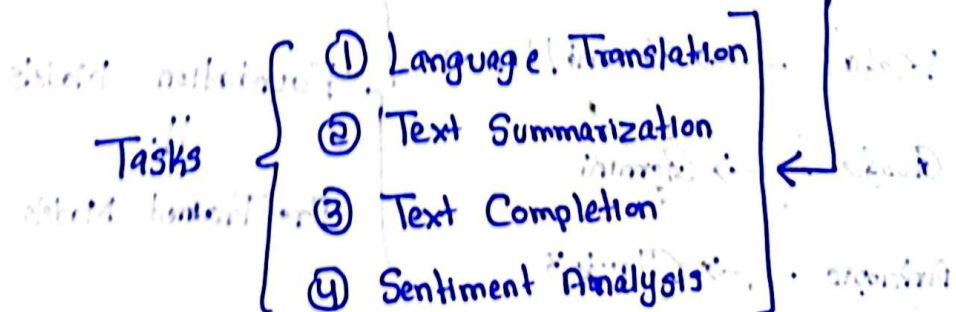 ① Language. Translation
② Text Summarization
Tasks
③ Text Completion
④ Sentiment Analysis